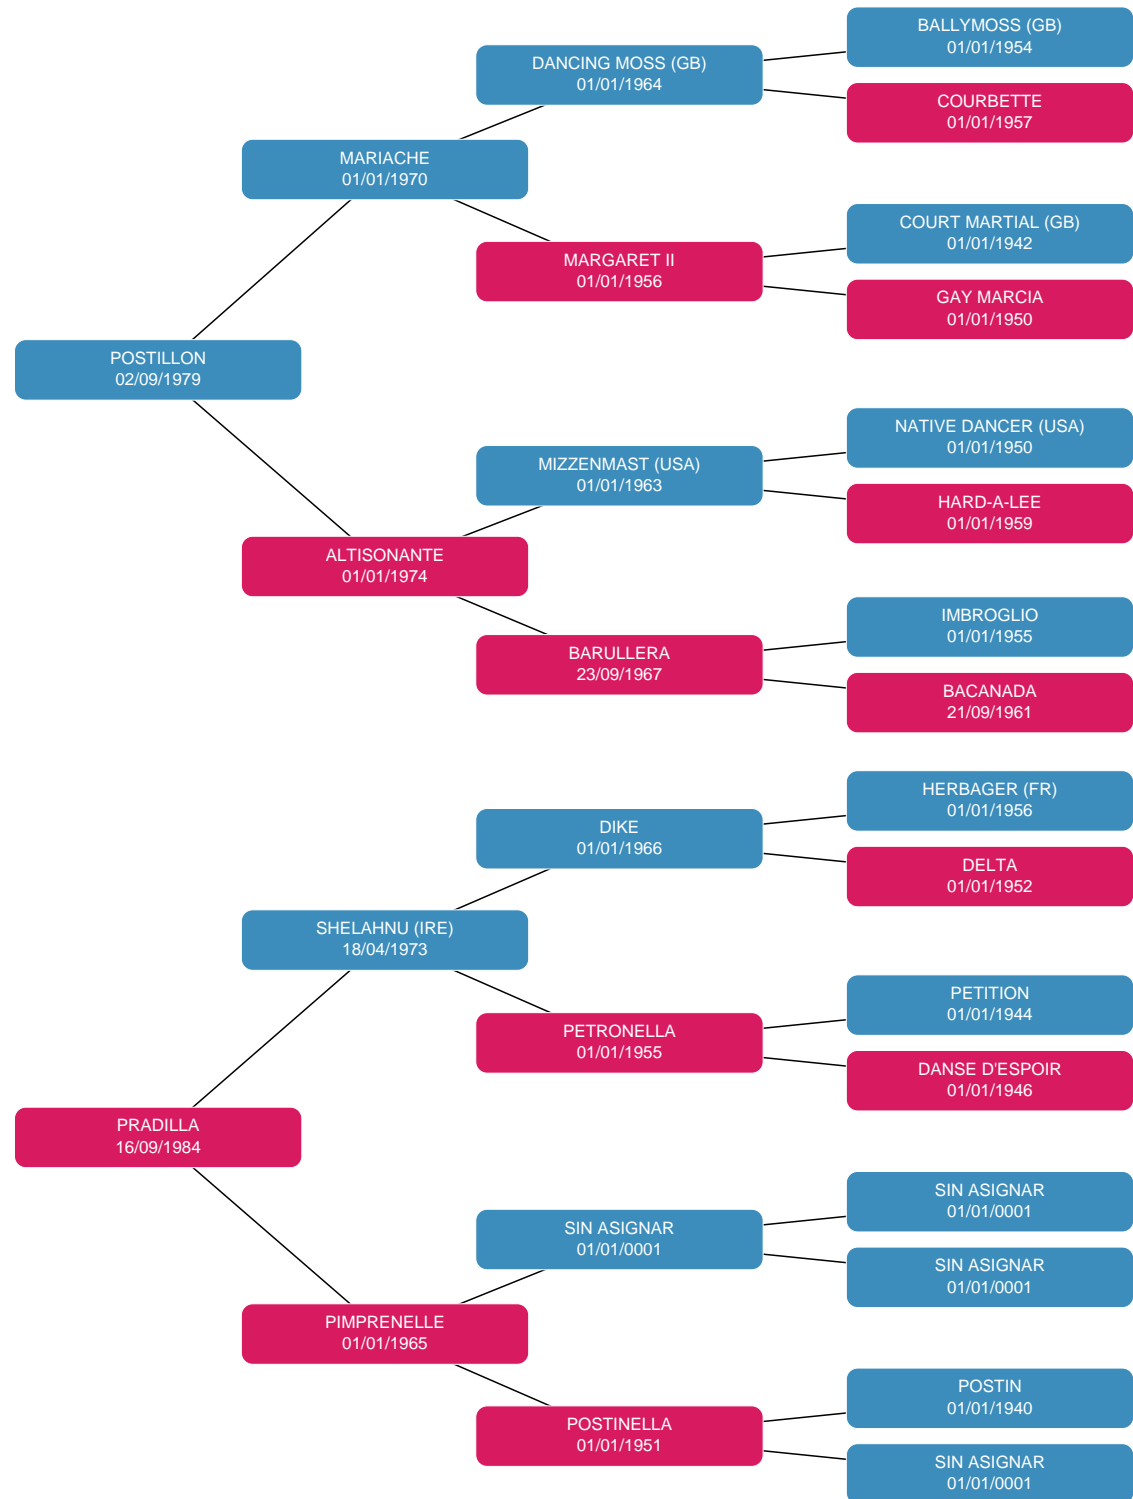 BALLYMOSS (GB)
01/01/1954
DANCING MOSS (GB)
01/01/1964
COURBETTE
01/01/1957
MARIACHE
01/01/1970
COURT MARTIAL (GB)
01/01/1942
MARGARET II
01/01/1956
GAY MARCIA
01/01/1950
POSTILLON
02/09/1979
NATIVE DANCER (USA)
01/01/1950
MIZZENMAST (USA)
01/01/1963
HARD-A-LEE
01/01/1959
ALTISONANTE
01/01/1974
IMBROGLIO
01/01/1955
BARULLERA
23/09/1967
BACANADA
21/09/1961
HERBAGER (FR)
01/01/1956
DIKE
01/01/1966
DELTA
01/01/1952
SHELAHNU (IRE)
18/04/1973
PETITION
01/01/1944
PETRONELLA
01/01/1955
DANSE D'ESPOIR
01/01/1946
PRADILLA
16/09/1984
SIN ASIGNAR
01/01/0001
SIN ASIGNAR
01/01/0001
SIN ASIGNAR
01/01/0001
PIMPRENELLE
01/01/1965
POSTIN
01/01/1940
POSTINELLA
01/01/1951
SIN ASIGNAR
01/01/0001